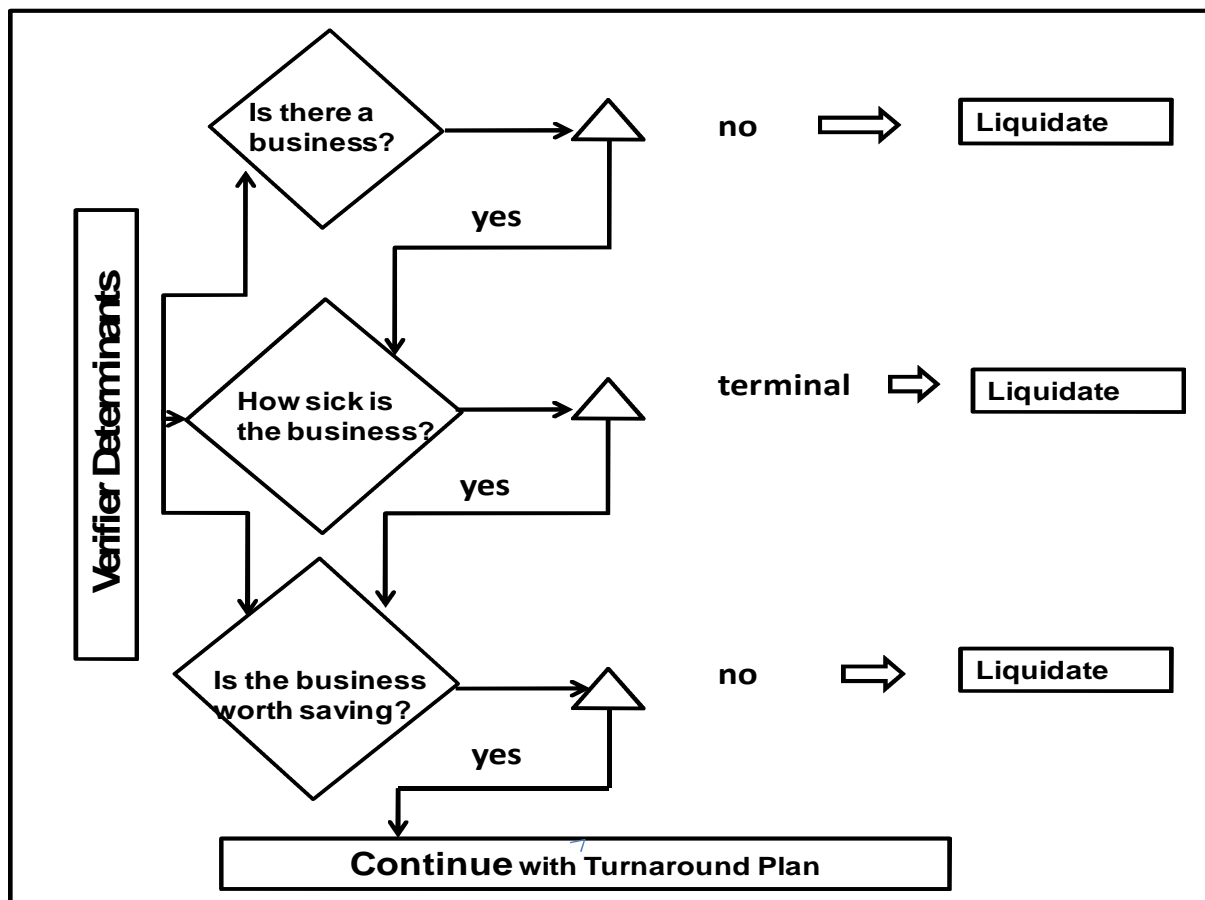 Is there a
business?
no
Liquidate
yes
Verifier Determinants
How sick is
the business?
terminal
Liquidate
yes
Is the business
worth saving?
no
Liquidate
yes
Continue with Turnaround Plan